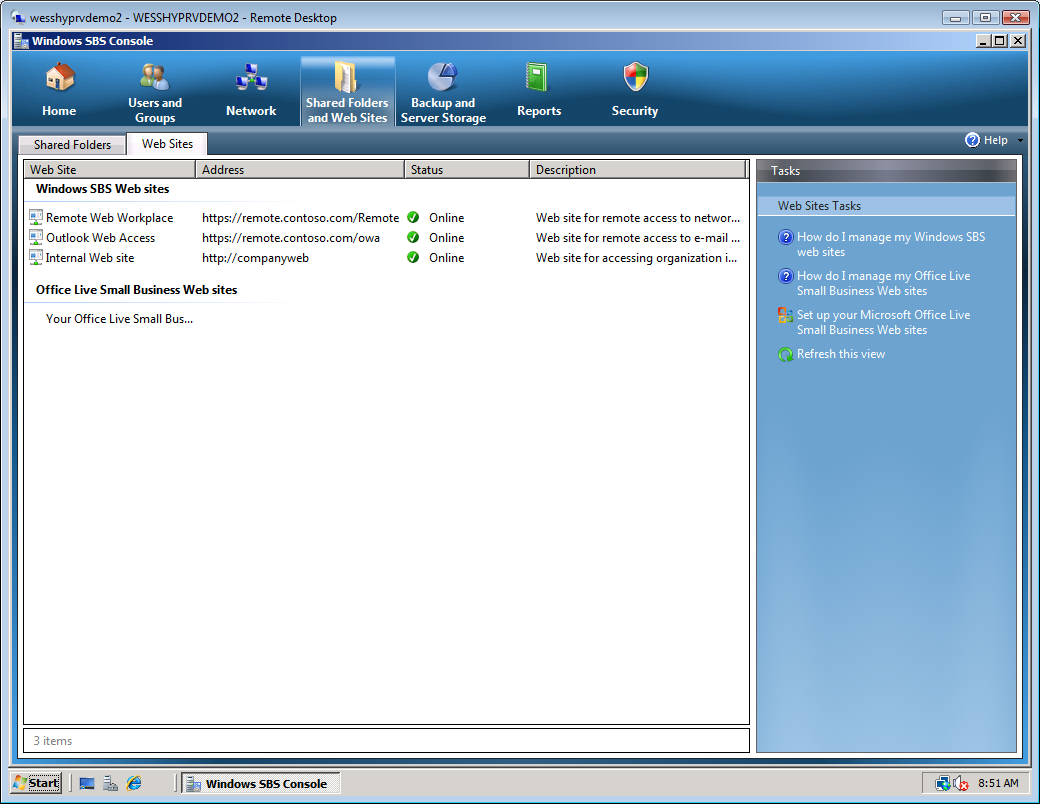 wesshyprvdemo2 - WESSHYPRVDEMO2 - Remote Desktop
Windows SBS Console
Home
Users and
Groups
Network
Shared Folders
and Web Sites
Backup and
Server Storage
Reports
Security
Shared Folders
Web Sites
Help
Web Site Address Status Description
Windows SBS Web sites
Remote Web Workplace https://remote.contoso.com/Remote Online Web site for remote access to networ...
Outlook Web Access https://remote.contoso.com/owa Online Web site for remote access to e-mail ...
Internal Web site http://companyweb Online Web site for accessing organization i...
Office Live Small Business Web sites
Your Office Live Small Bus...
3 items
Tasks
Web Sites Tasks
How do I manage my Windows SBS
web sites
How do I manage my Office Live
Small Business Web sites
Set up your Microsoft Office Live
Small Business Web sites
Refresh this view
Start
Windows SBS Console
8:51 AM